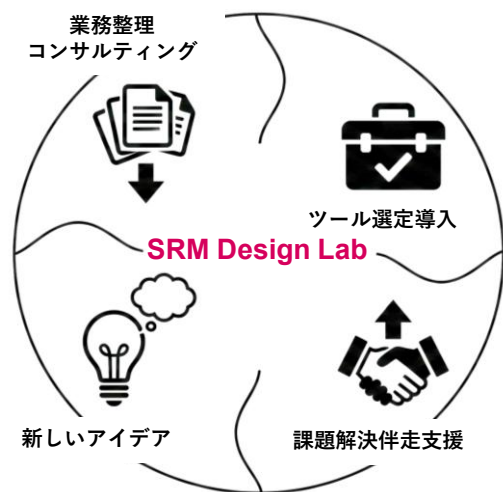 業務整理
コンサルティング
ツール選定導入
SRM Design Lab
新しいアイデア
課題解決伴走支援